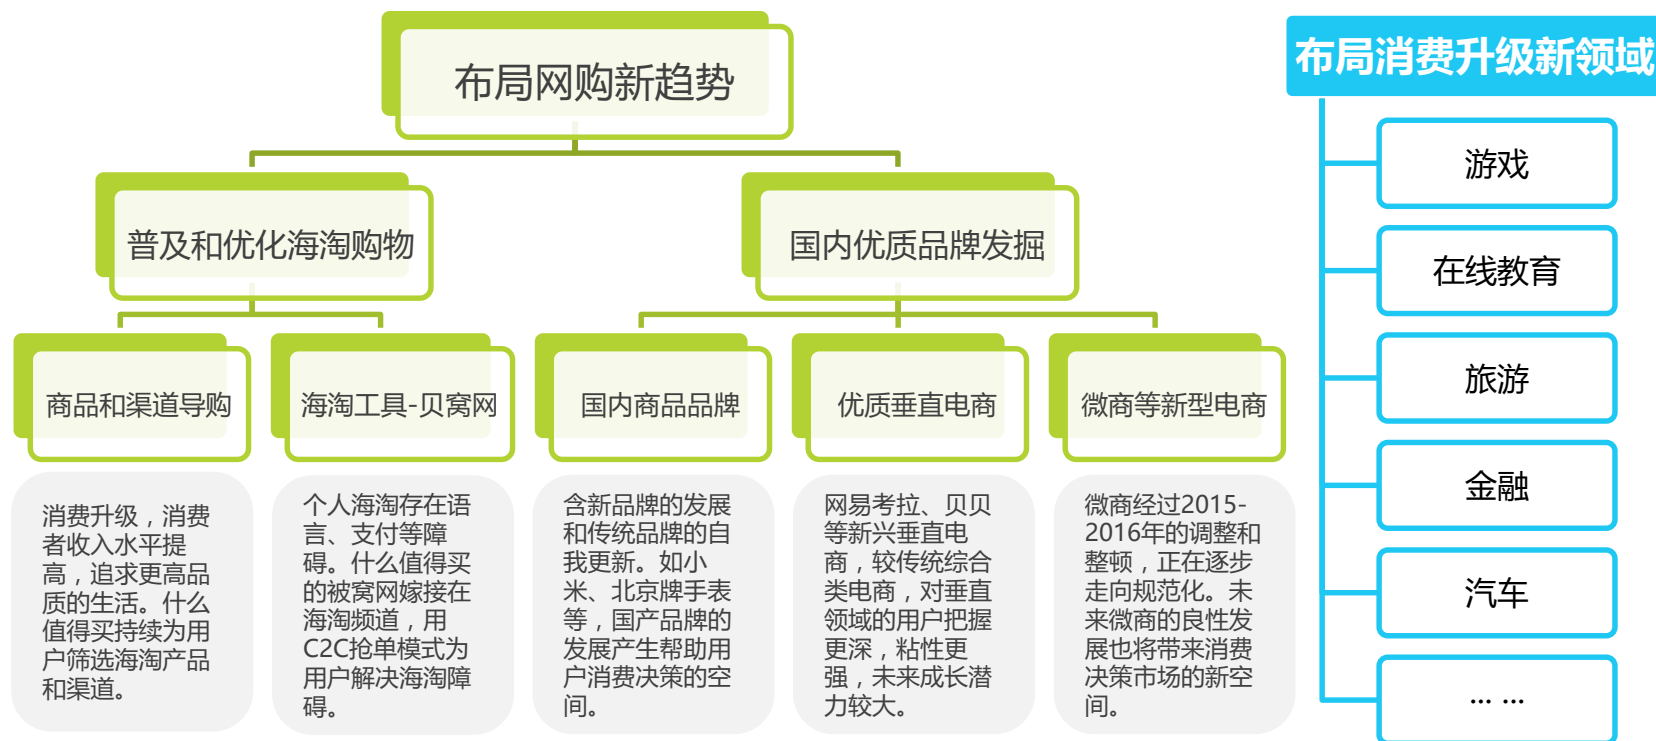 布局网购新趋势
普及和优化海淘购物
国内优质品牌发掘
商品和渠道导购
海淘工具-贝窝网
国内商品品牌
优质垂直电商
微商等新型电商
消费升级，消费
者收入水平提
高，追求更高品
质的生活。什么
值得买持续为用
户筛选海淘产品
和渠道。
个人海淘存在语
言、支付等障
碍。什么值得买
的被窝网嫁接在
海淘频道，用
C2C抢单模式为
用户解决海淘障
碍。
含新品牌的发展
和传统品牌的自
我更新。如小
米、北京牌手表
等，国产品牌的
发展产生帮助用
户消费决策的空
间。
网易考拉、贝贝
等新兴垂直电
商，较传统综合
类电商，对垂直
领域的用户把握
更深，粘性更
强，未来成长潜
力较大。
微商经过2015-
2016年的调整和
整顿，正在逐步
走向规范化。未
来微商的良性发
展也将带来消费
决策市场的新空
间。
布局消费升级新领域
游戏
在线教育
旅游
金融
汽车
... ...